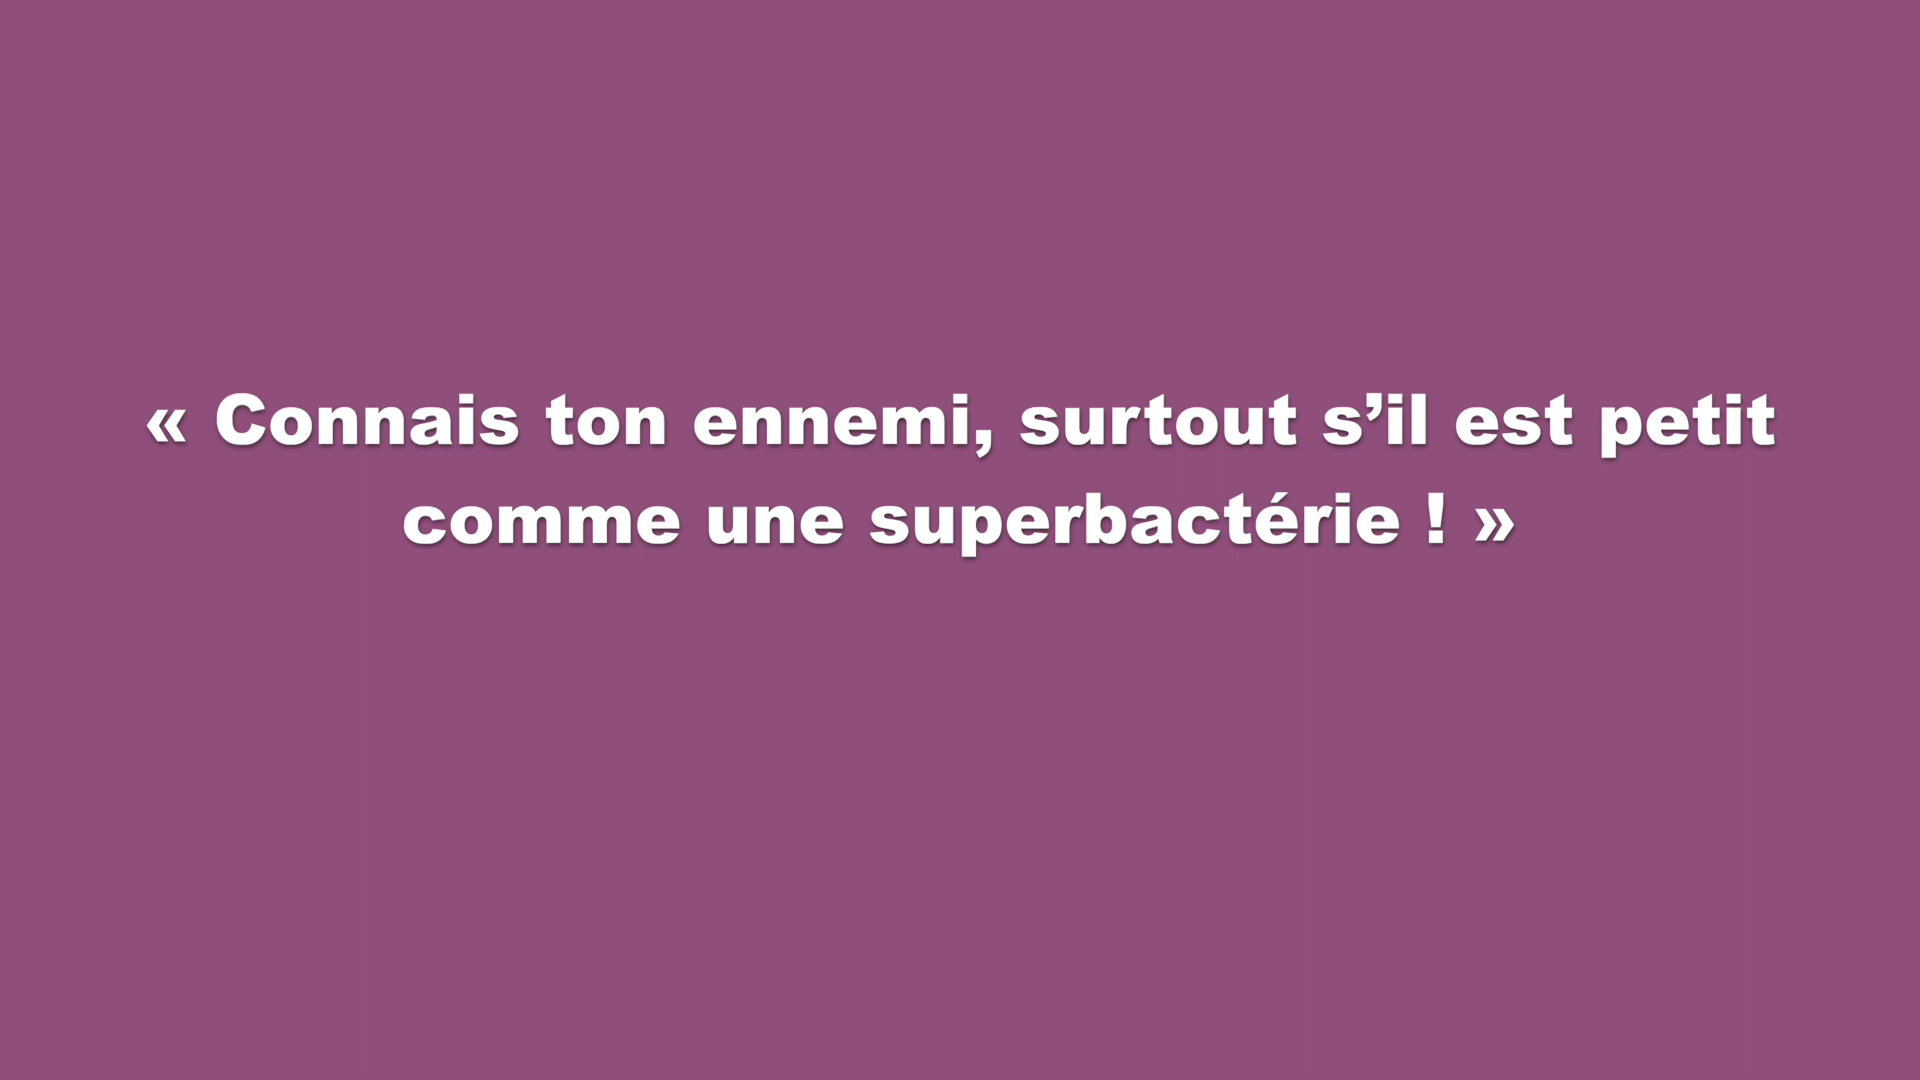 « Connais ton ennemi, surtout s’il est petit
comme une superbactérie ! »